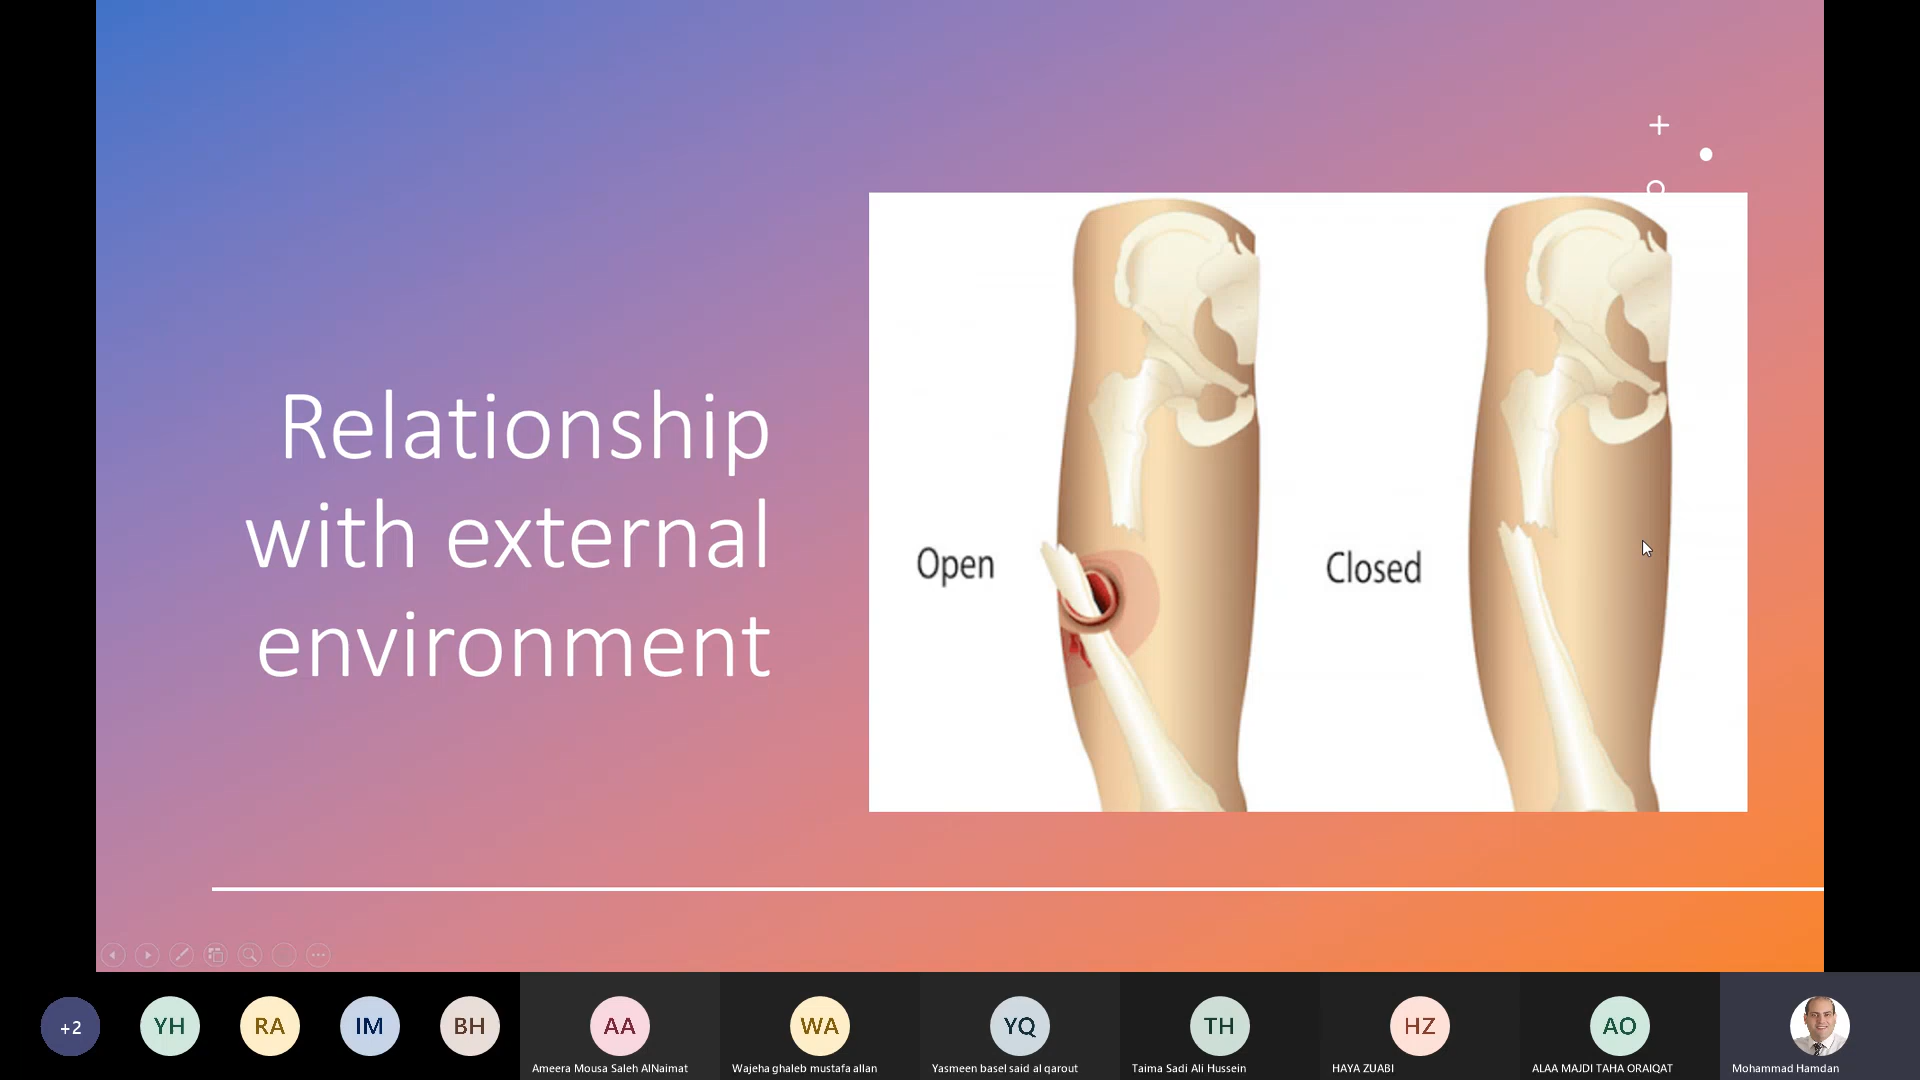 Relationship
with external
environment
Open
Closed
+2
YH
RA
IM
BH
AA
WA
YQ
TH
HZ
AO
Ameera Mousa Saleh AlNaimat
Wajeha ghaleb mustafa allan
Yasmeen basel said al qarout
Taima Sadi Ali Hussein
HAYA ZUABI
ALAA MAJDI TAHA ORAIQAT
Mohammad Hamdan